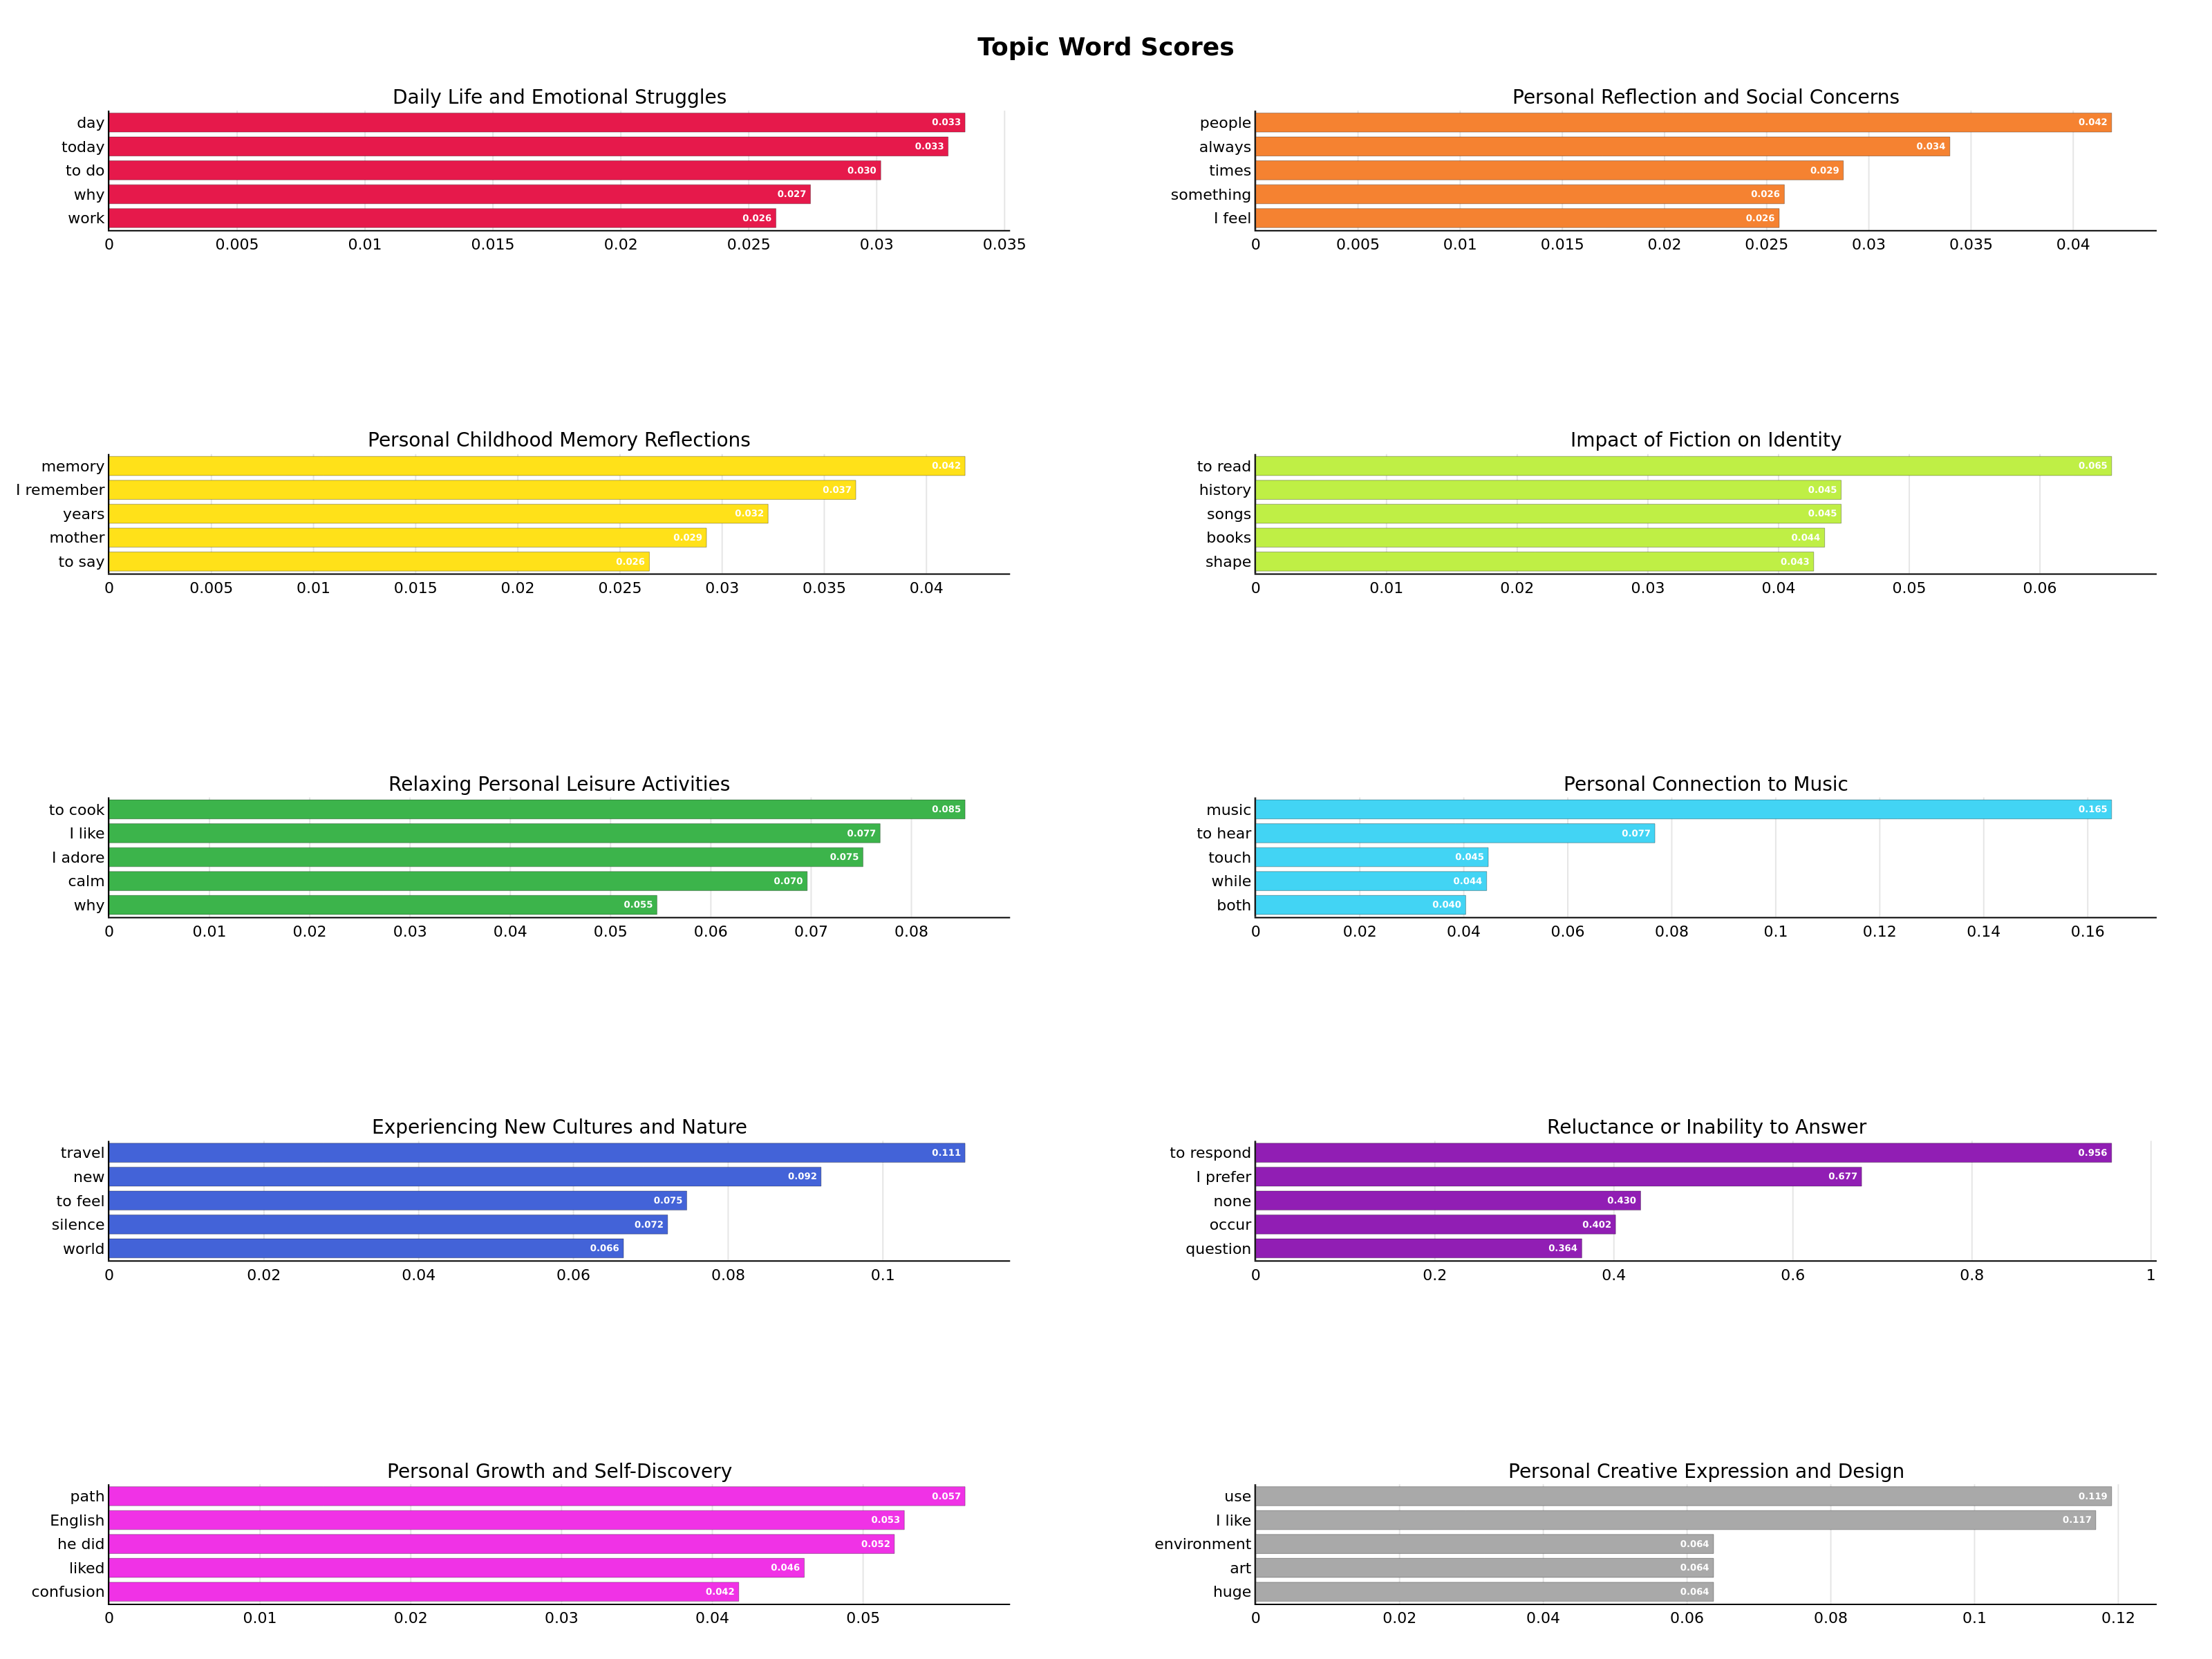 Topic Word Scores
Daily Life and Emotional Struggles
day 0.033
today 0.033
to do 0.030
why 0.027
work 0.026
0 0.005 0.01 0.015 0.02 0.025 0.03 0.035
Personal Reflection and Social Concerns
people 0.042
always 0.034
times 0.029
something 0.026
I feel 0.026
0 0.005 0.01 0.015 0.02 0.025 0.03 0.035 0.04
Personal Childhood Memory Reflections
memory 0.042
I remember 0.037
years 0.032
mother 0.029
to say 0.026
0 0.005 0.01 0.015 0.02 0.025 0.03 0.035 0.04
Impact of Fiction on Identity
to read 0.065
history 0.045
songs 0.045
books 0.044
shape 0.043
0 0.01 0.02 0.03 0.04 0.05 0.06
Relaxing Personal Leisure Activities
to cook 0.085
I like 0.077
I adore 0.075
calm 0.070
why 0.055
0 0.01 0.02 0.03 0.04 0.05 0.06 0.07 0.08
Personal Connection to Music
music 0.165
to hear 0.077
touch 0.045
while 0.044
both 0.040
0 0.02 0.04 0.06 0.08 0.1 0.12 0.14 0.16
Experiencing New Cultures and Nature
travel 0.111
new 0.092
to feel 0.075
silence 0.072
world 0.066
0 0.02 0.04 0.06 0.08 0.1
Reluctance or Inability to Answer
to respond 0.956
I prefer 0.677
none 0.430
occur 0.402
question 0.364
0 0.2 0.4 0.6 0.8 1
Personal Growth and Self-Discovery
path 0.057
English 0.053
he did 0.052
liked 0.046
confusion 0.042
0 0.01 0.02 0.03 0.04 0.05
Personal Creative Expression and Design
use 0.119
I like 0.117
environment 0.064
art 0.064
huge 0.064
0 0.02 0.04 0.06 0.08 0.1 0.12